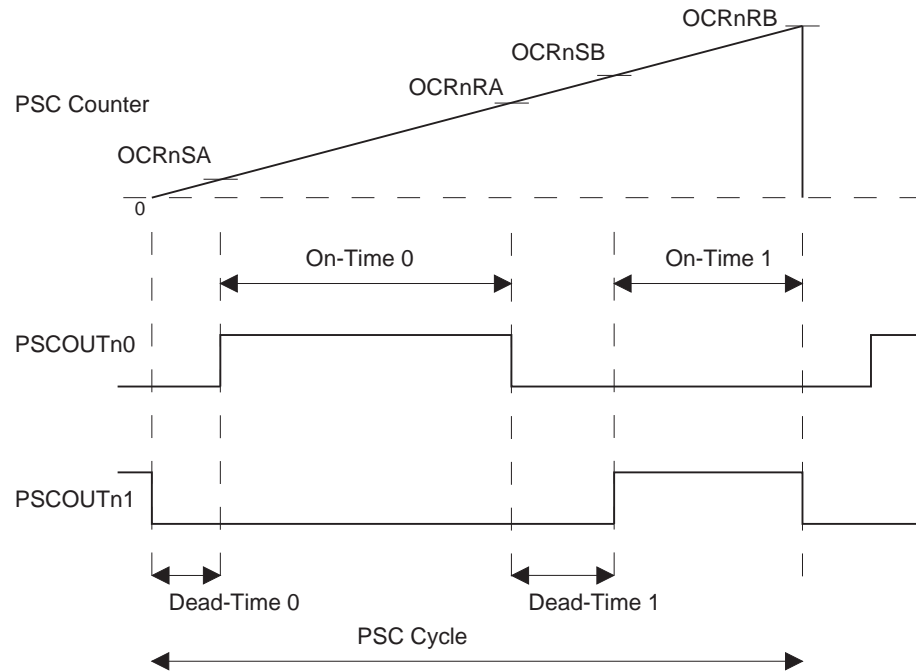 OCRnRB
OCRnSB
OCRnRA
PSC Counter
OCRnSA
0
On-Time 0
On-Time 1
PSCOUTn0
PSCOUTn1
Dead-Time 0
Dead-Time 1
PSC Cycle